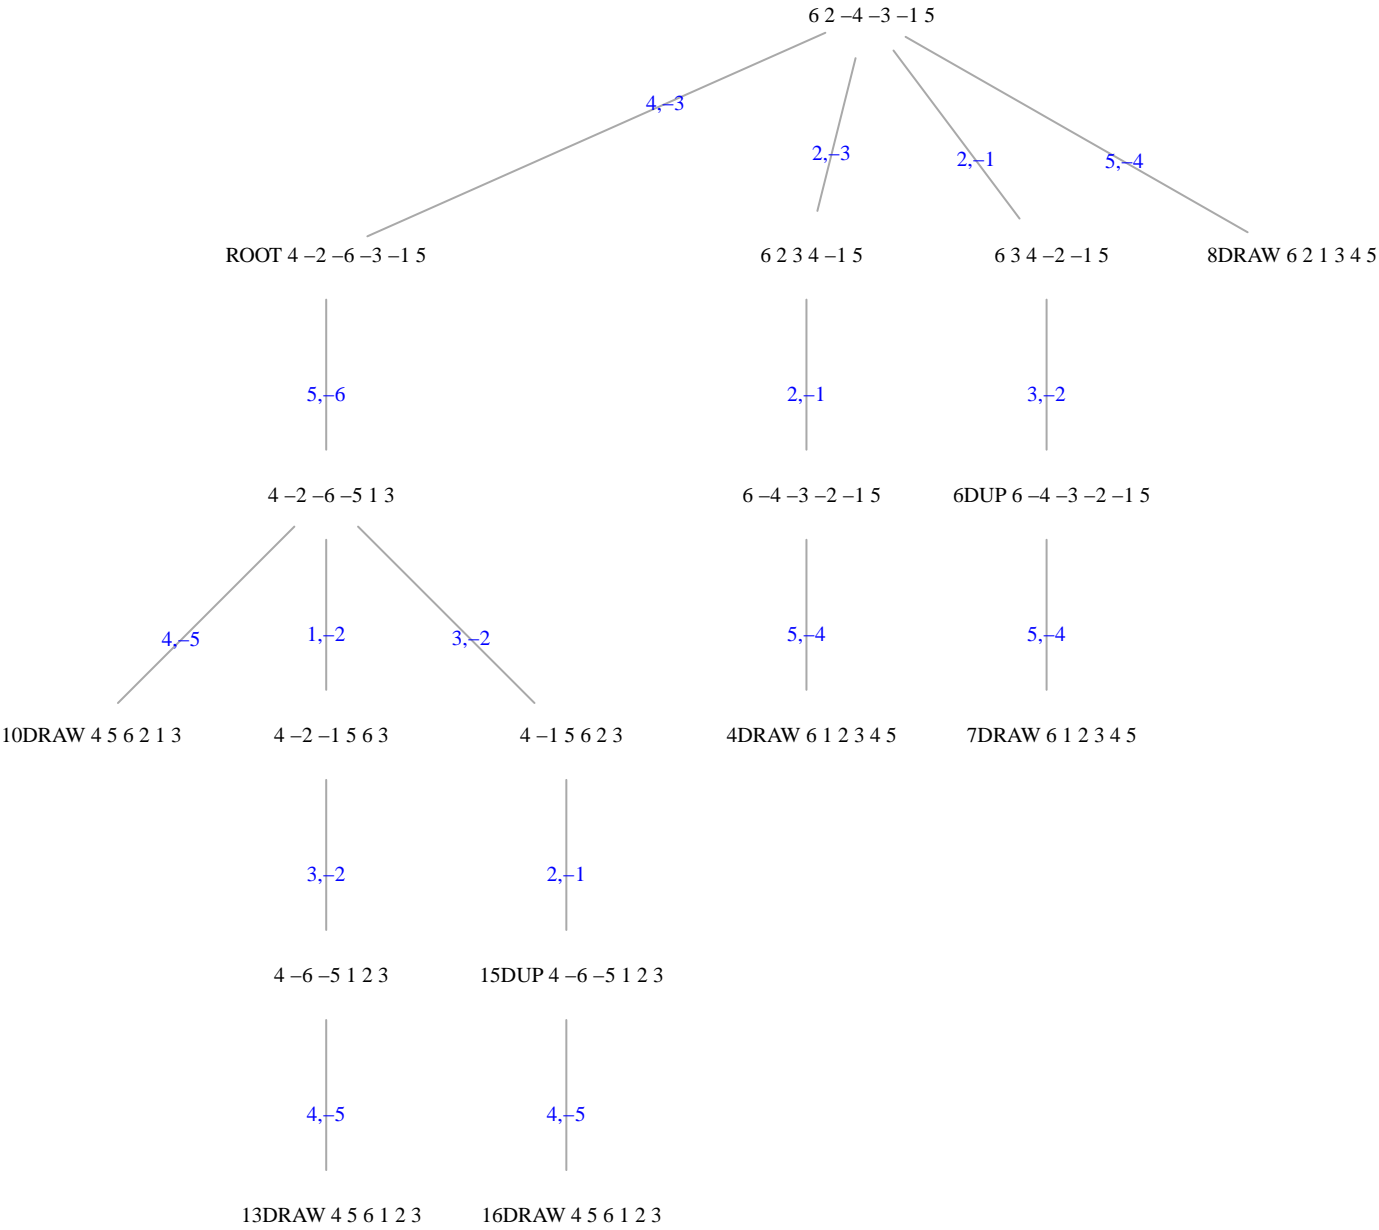 6 2 –4 –3 –1 5
4,–3
2,–3
2,–1
5,–4
ROOT 4 –2 –6 –3 –1 5
6 2 3 4 –1 5
6 3 4 –2 –1 5
8DRAW 6 2 1 3 4 5
5,–6
2,–1
3,–2
4 –2 –6 –5 1 3
6 –4 –3 –2 –1 5
6DUP 6 –4 –3 –2 –1 5
4,–5
1,–2
3,–2
5,–4
5,–4
10DRAW 4 5 6 2 1 3
4 –2 –1 5 6 3
4 –1 5 6 2 3
4DRAW 6 1 2 3 4 5
7DRAW 6 1 2 3 4 5
3,–2
2,–1
4 –6 –5 1 2 3
15DUP 4 –6 –5 1 2 3
4,–5
4,–5
13DRAW 4 5 6 1 2 3
16DRAW 4 5 6 1 2 3